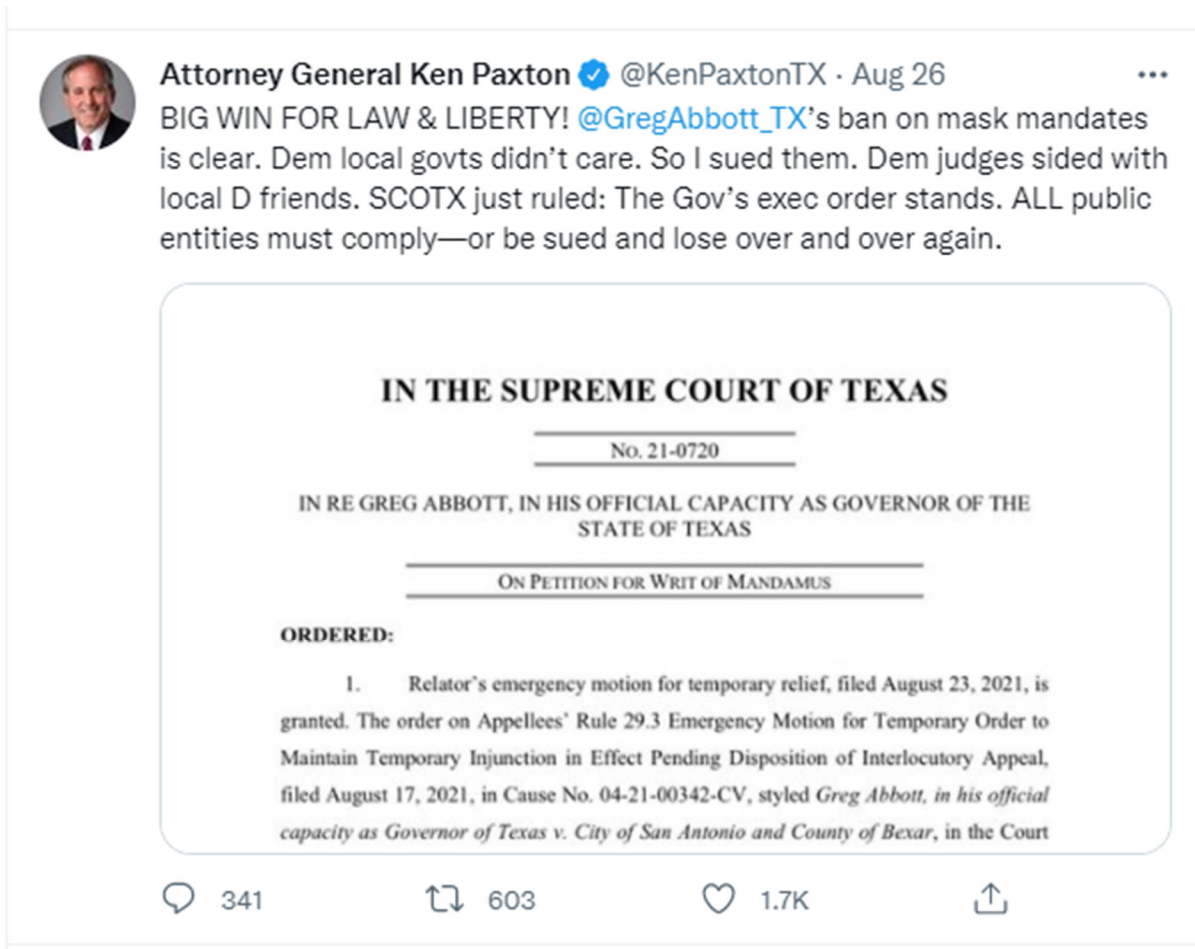 Attorney General Ken Paxton @KenPaxtonTX · Aug 26
BIG WIN FOR LAW & LIBERTY! @GregAbbott_TX's ban on mask mandates
is clear. Dem local govts didn't care. So I sued them. Dem judges sided with
local D friends. SCOTX just ruled: The Gov's exec order stands. ALL public
entities must comply—or be sued and lose over and over again.
IN THE SUPREME COURT OF TEXAS
No. 21-0720
IN RE GREG ABBOTT, IN HIS OFFICIAL CAPACITY AS GOVERNOR OF THE
STATE OF TEXAS
ON PETITION FOR WRIT OF MANDAMUS
ORDERED:
1. Relator's emergency motion for temporary relief, filed August 23, 2021, is
granted. The order on Appellees' Rule 29.3 Emergency Motion for Temporary Order to
Maintain Temporary Injunction in Effect Pending Disposition of Interlocutory Appeal,
filed August 17, 2021, in Cause No. 04-21-00342-CV, styled Greg Abbott, in his official
capacity as Governor of Texas v. City of San Antonio and County of Bexar, in the Court
341 603 1.7K